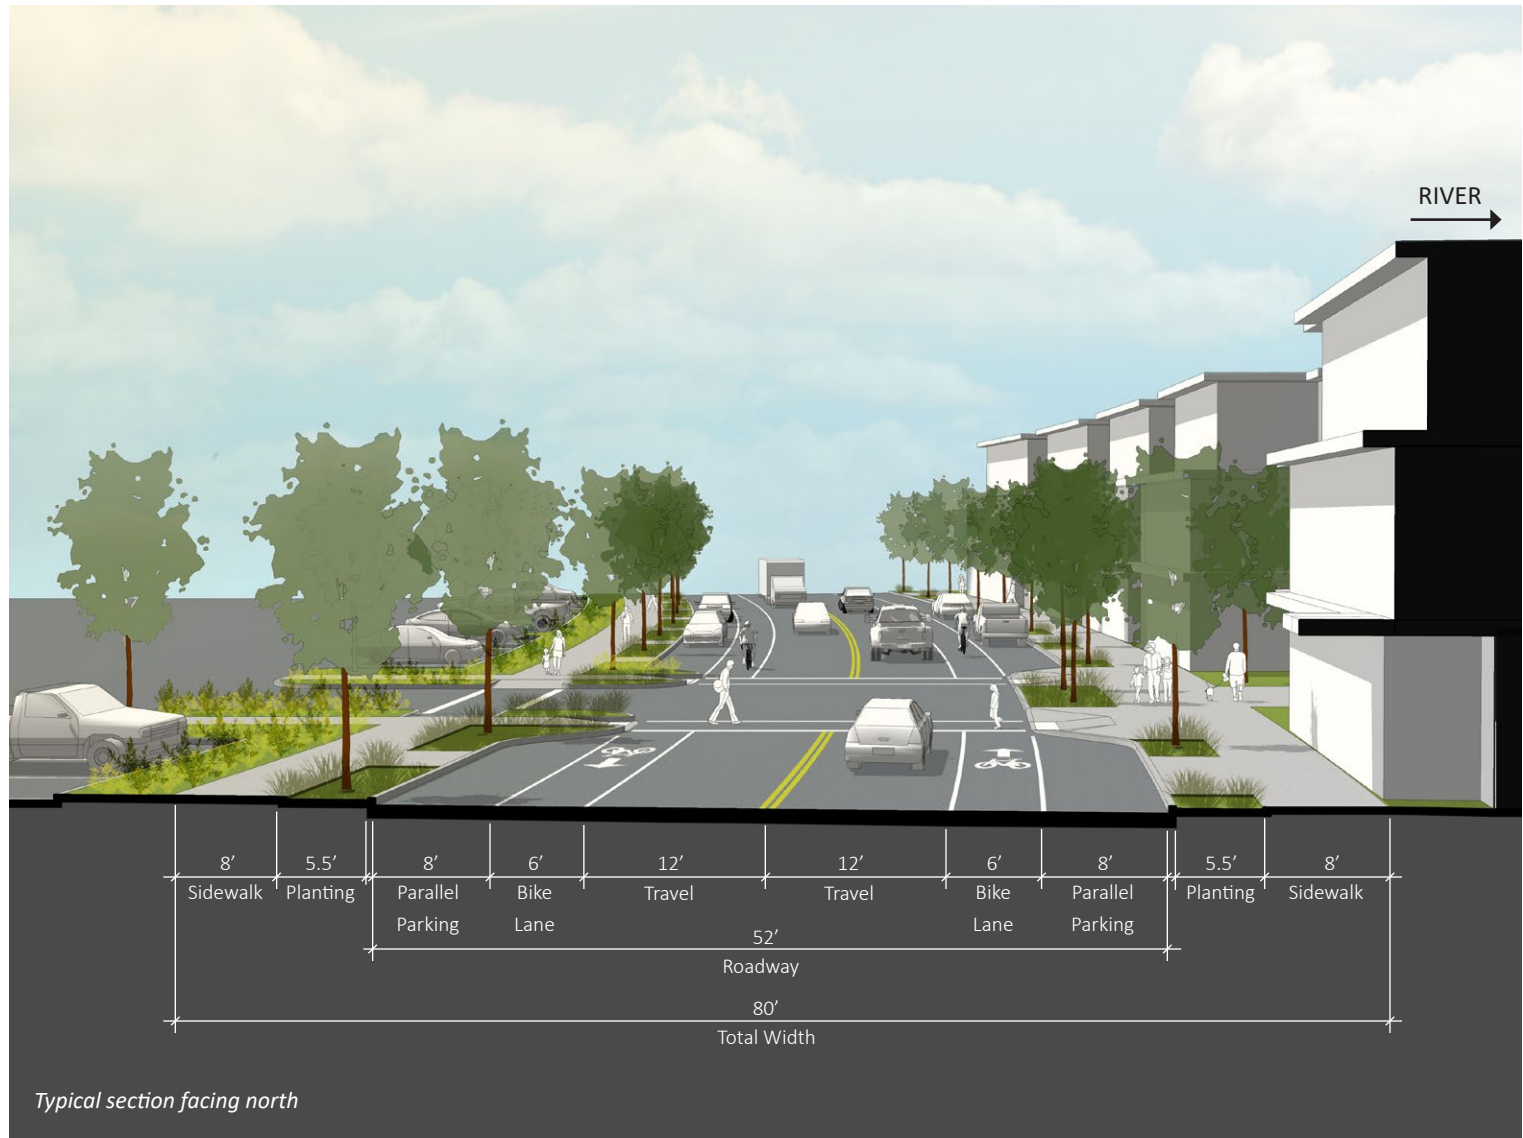 RIVER
8’ 5.5’ 8’ 6’ 12’ 12’ 6’ 8’ 5.5’ 8’
Sidewalk Planting Parallel Bike Travel Travel Bike Parallel Planting Sidewalk
Parking Lane Lane Parking
52’
Roadway
80’
Total Width
Typical section facing north